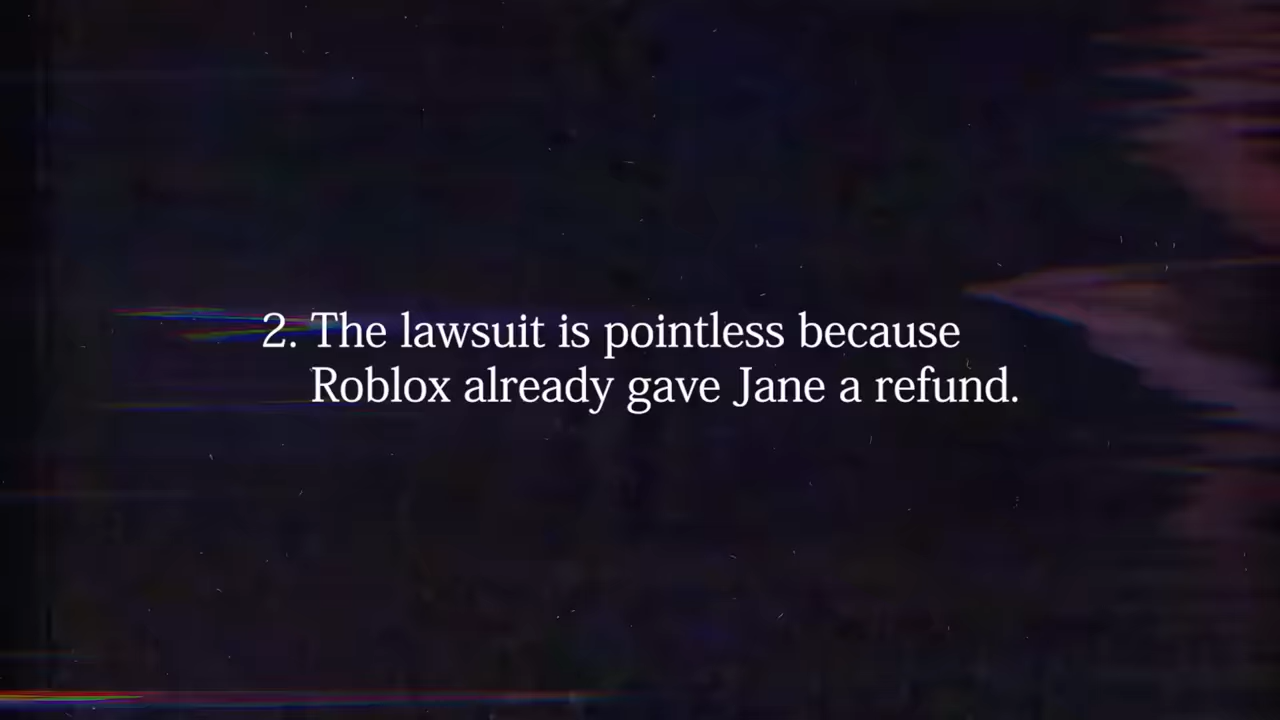 2. The lawsuit is pointless because
Roblox already gave Jane a refund.